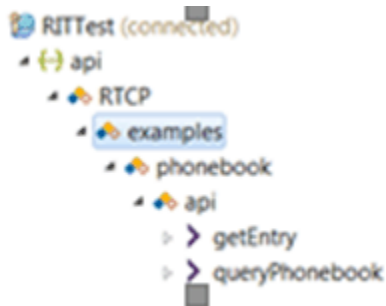 RITTest (connected)
api
RTCP
examples
phonebook
api
getEntry
queryPhonebook